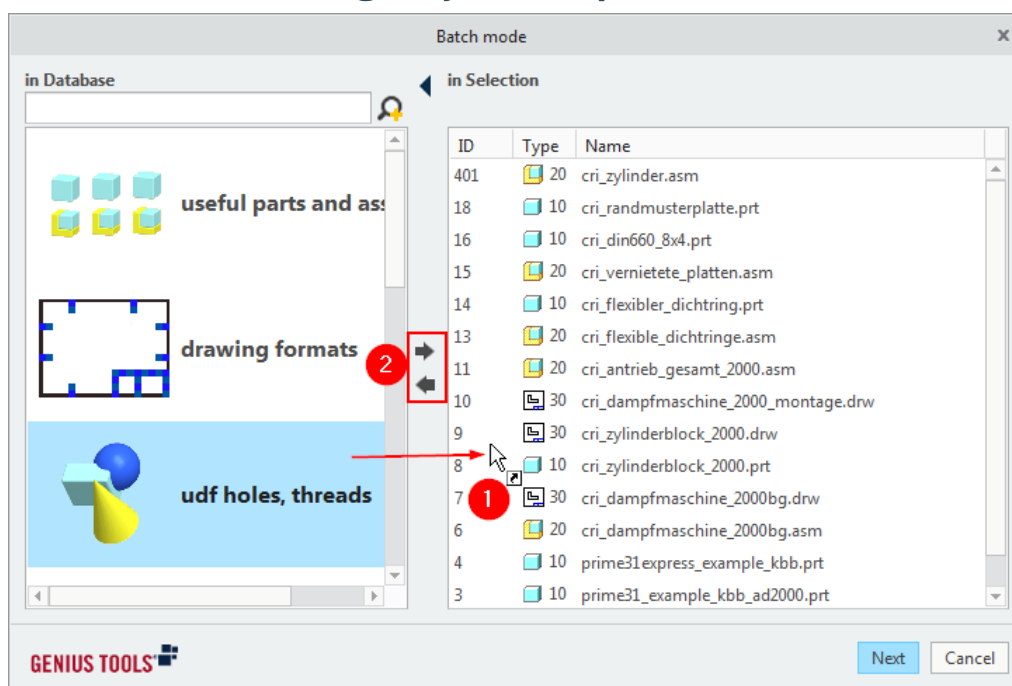 Batch mode
in Database
in Selection
useful parts and ass
drawing formats
udf holes, threads
2
1
ID Type Name
401 20 cri_zylinder.asm
18 10 cri_randmusterplatte.prt
16 10 cri_din660_8x4.prt
15 20 cri_vernietete_platten.asm
14 10 cri_flexibler_dichtring.prt
13 20 cri_flexible_dichtringe.asm
11 20 cri_antrieb_gesamt_2000.asm
10 30 cri_dampfmaschine_2000_montage.drw
9 30 cri_zylinderblock_2000.drw
8 10 cri_zylinderblock_2000.prt
7 30 cri_dampfmaschine_2000bg.drw
6 20 cri_dampfmaschine_2000bg.asm
4 10 prime31express_example_kbb.prt
3 10 prime31_example_kbb_ad2000.prt
GENIUS TOOLS
Next Cancel